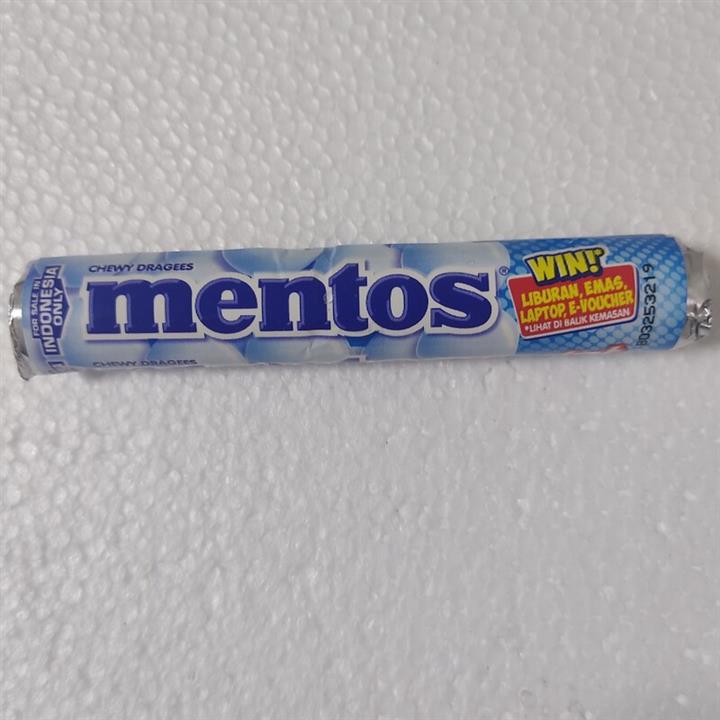 FOR SALE IN
INDONESIA
ONLY
CHEWY DRAGEES
mentos®
CHEWY DRAGEES
WIN!*
LIBURAN, EMAS,
LAPTOP, E-VOUCHER
*LIHAT DI BALIK KEMASAN